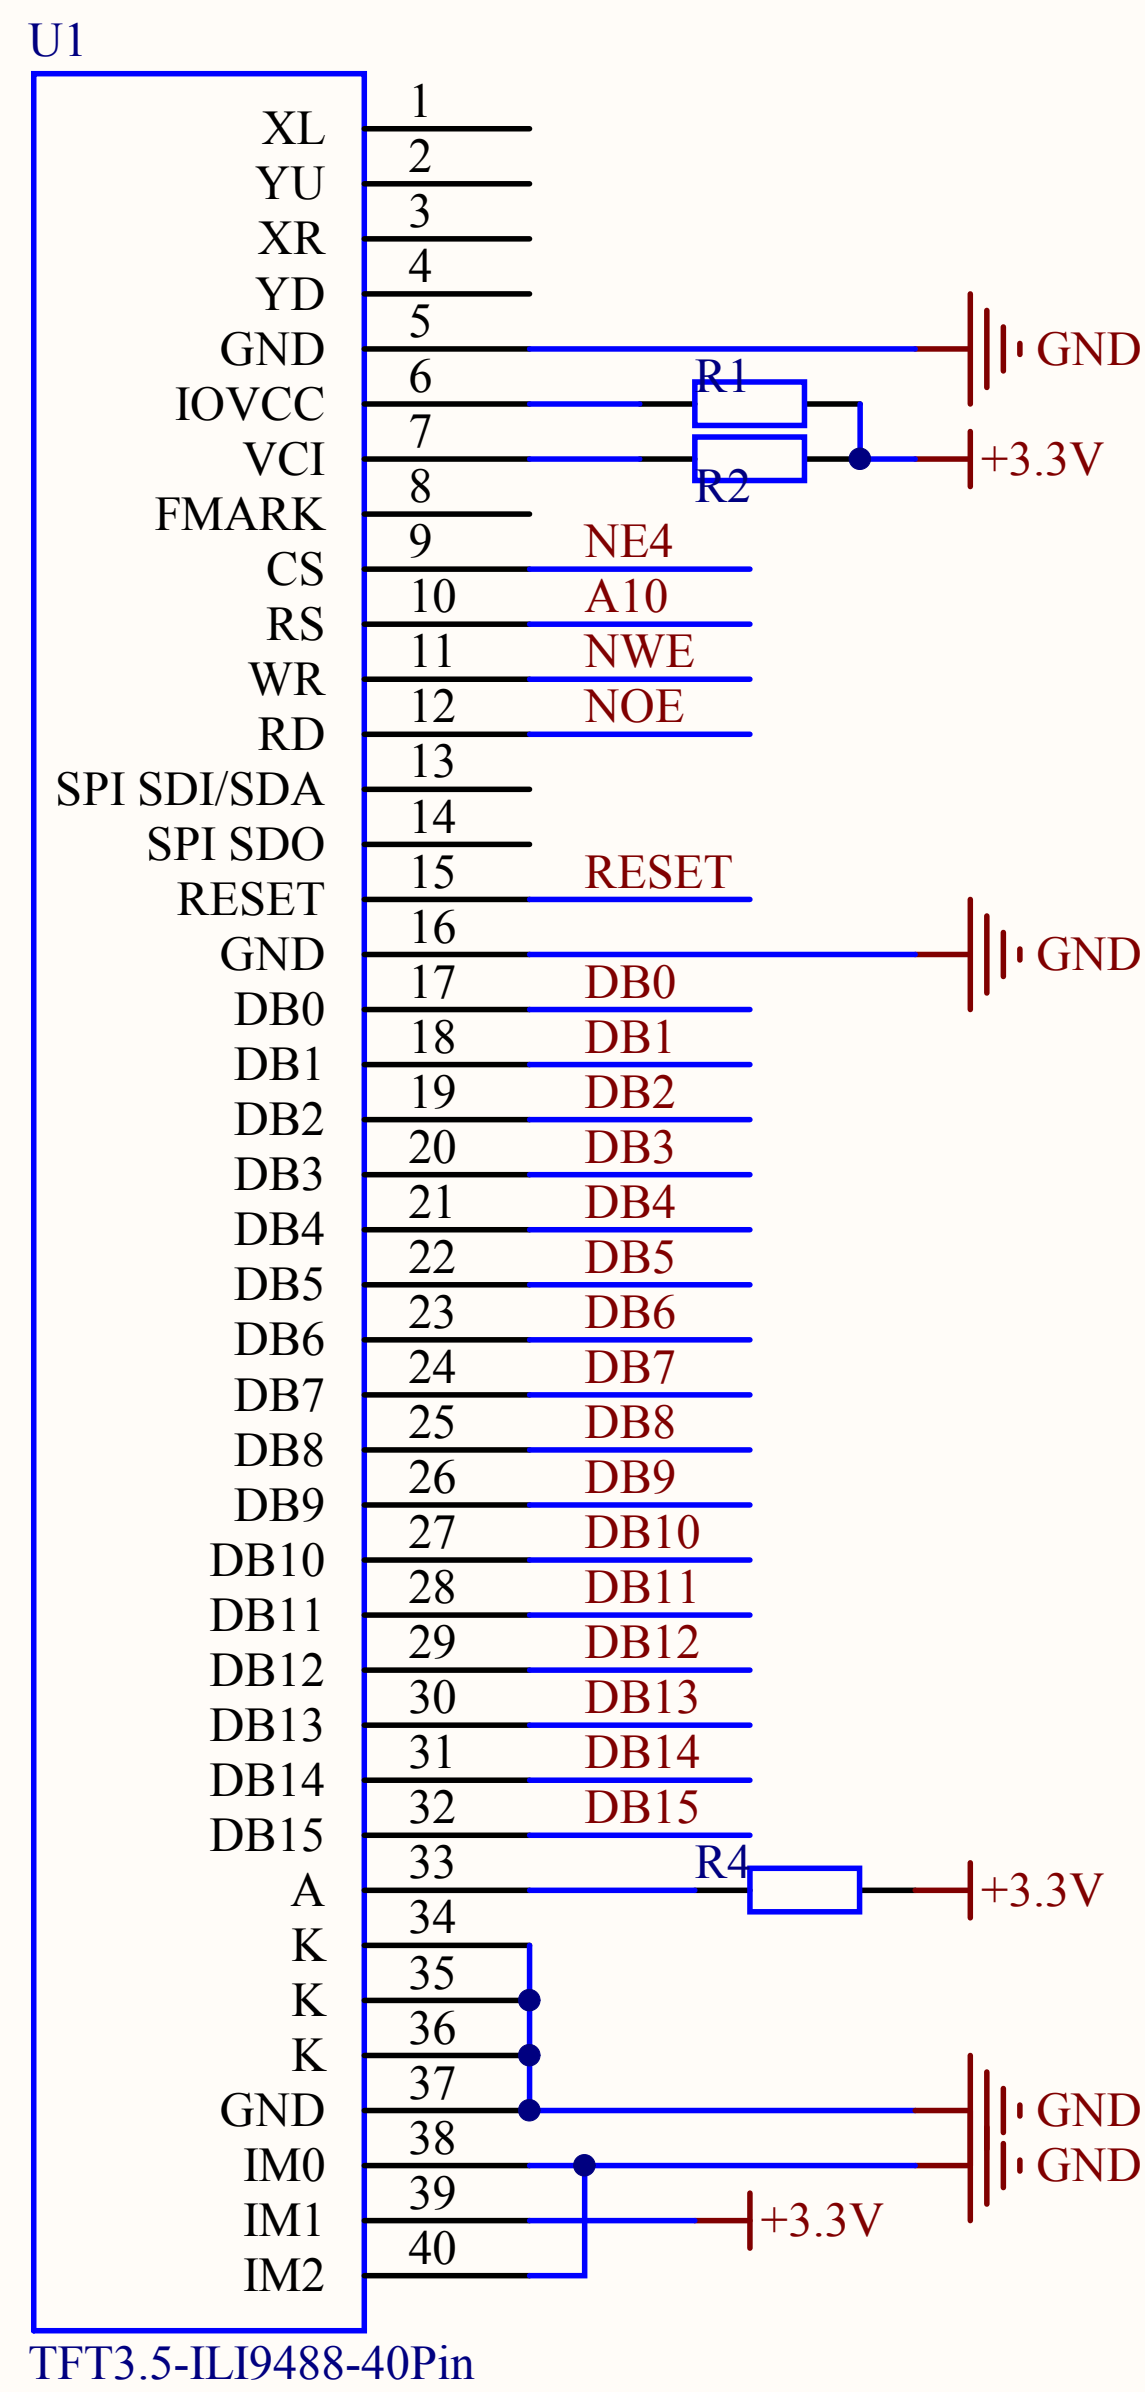 U1
XL 1
YU 2
XR 3
YD 4
GND 5 GND
IOVCC 6 R1
VCI 7 R2 +3.3V
FMARK 8
CS 9 NE4
RS 10 A10
WR 11 NWE
RD 12 NOE
SPI SDI/SDA 13
SPI SDO 14
RESET 15 RESET
GND 16 GND
DB0 17 DB0
DB1 18 DB1
DB2 19 DB2
DB3 20 DB3
DB4 21 DB4
DB5 22 DB5
DB6 23 DB6
DB7 24 DB7
DB8 25 DB8
DB9 26 DB9
DB10 27 DB10
DB11 28 DB11
DB12 29 DB12
DB13 30 DB13
DB14 31 DB14
DB15 32 DB15
A 33 R4 +3.3V
K 34
K 35
K 36
GND 37 GND
IM0 38 GND
IM1 39 +3.3V
IM2 40
TFT3.5-ILI9488-40Pin